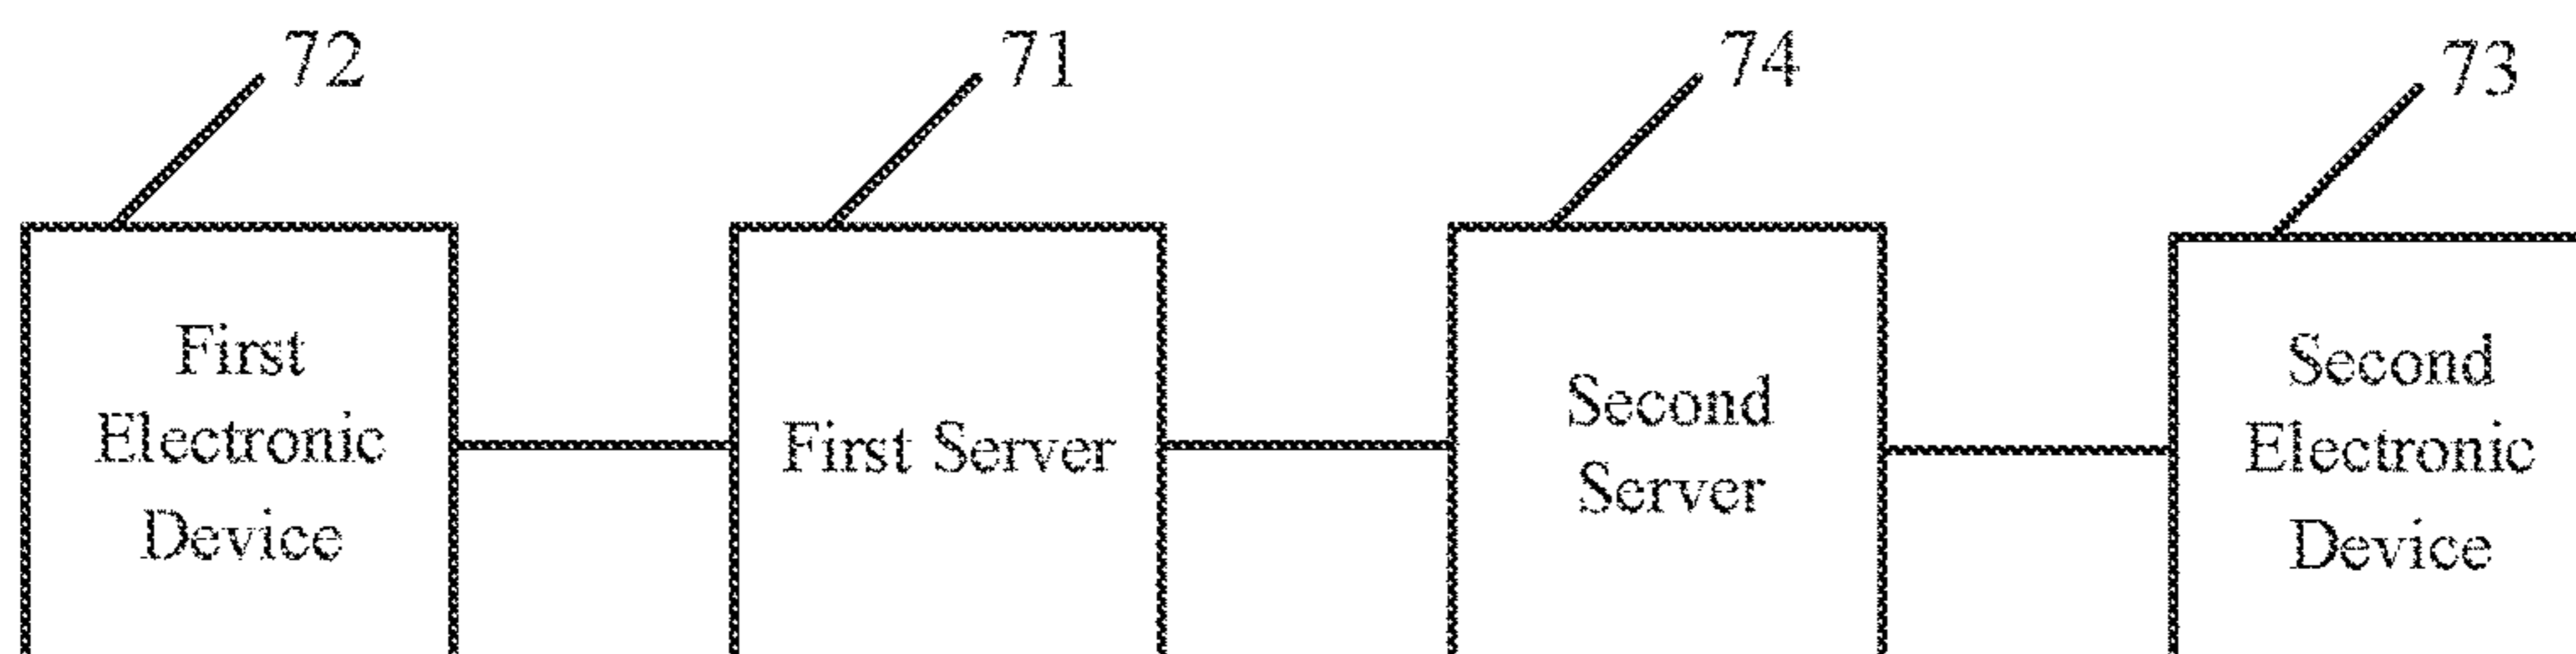 72
71
74
73
First
Electronic
Device
First Server
Second
Server
Second
Electronic
Device